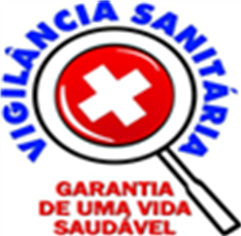 VIGILÂNCIA SANITÁRIA
GARANTIA
DE UMA VIDA
SAUDÁVEL